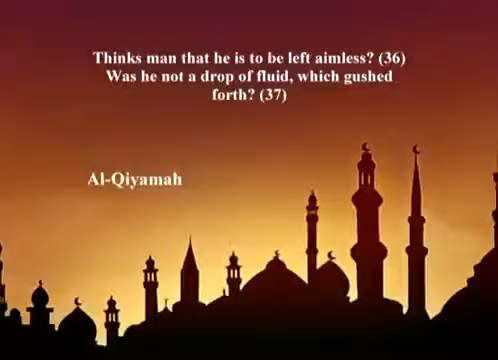 Thinks man that he is to be left aimless? (36)
Was he not a drop of fluid, which gushed
forth? (37)
Al-Qiyamah